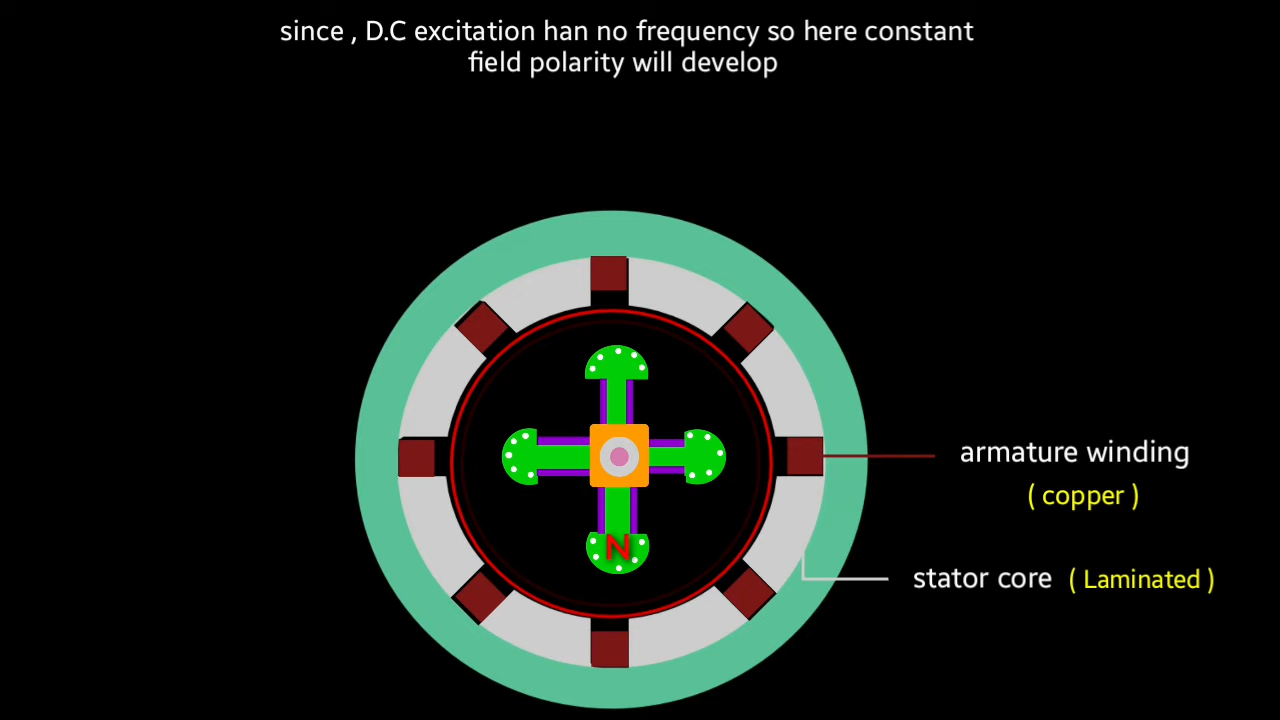 since , D.C excitation han no frequency so here constant
field polarity will develop
armature winding
( copper )
N
stator core ( Laminated )